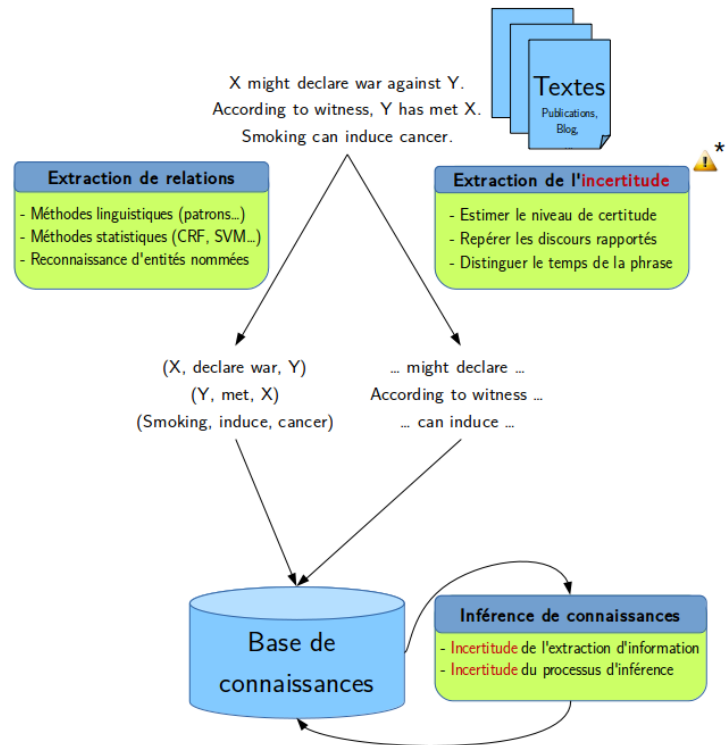 X might declare war against Y.
According to witness, Y has met X.
Smoking can induce cancer.
Textes
Publications,
Blog,
...
*
Extraction de relations
- Méthodes linguistiques (patrons...)
- Méthodes statistiques (CRF, SVM...)
- Reconnaissance d'entités nommées
Extraction de l'incertitude
- Estimer le niveau de certitude
- Repérer les discours rapportés
- Distinguer le temps de la phrase
(X, declare war, Y)
(Y, met, X)
(Smoking, induce, cancer)
... might declare ...
According to witness ...
... can induce ...
Base de
connaissances
Inférence de connaissances
- Incertitude de l'extraction d'information
- Incertitude du processus d'inférence